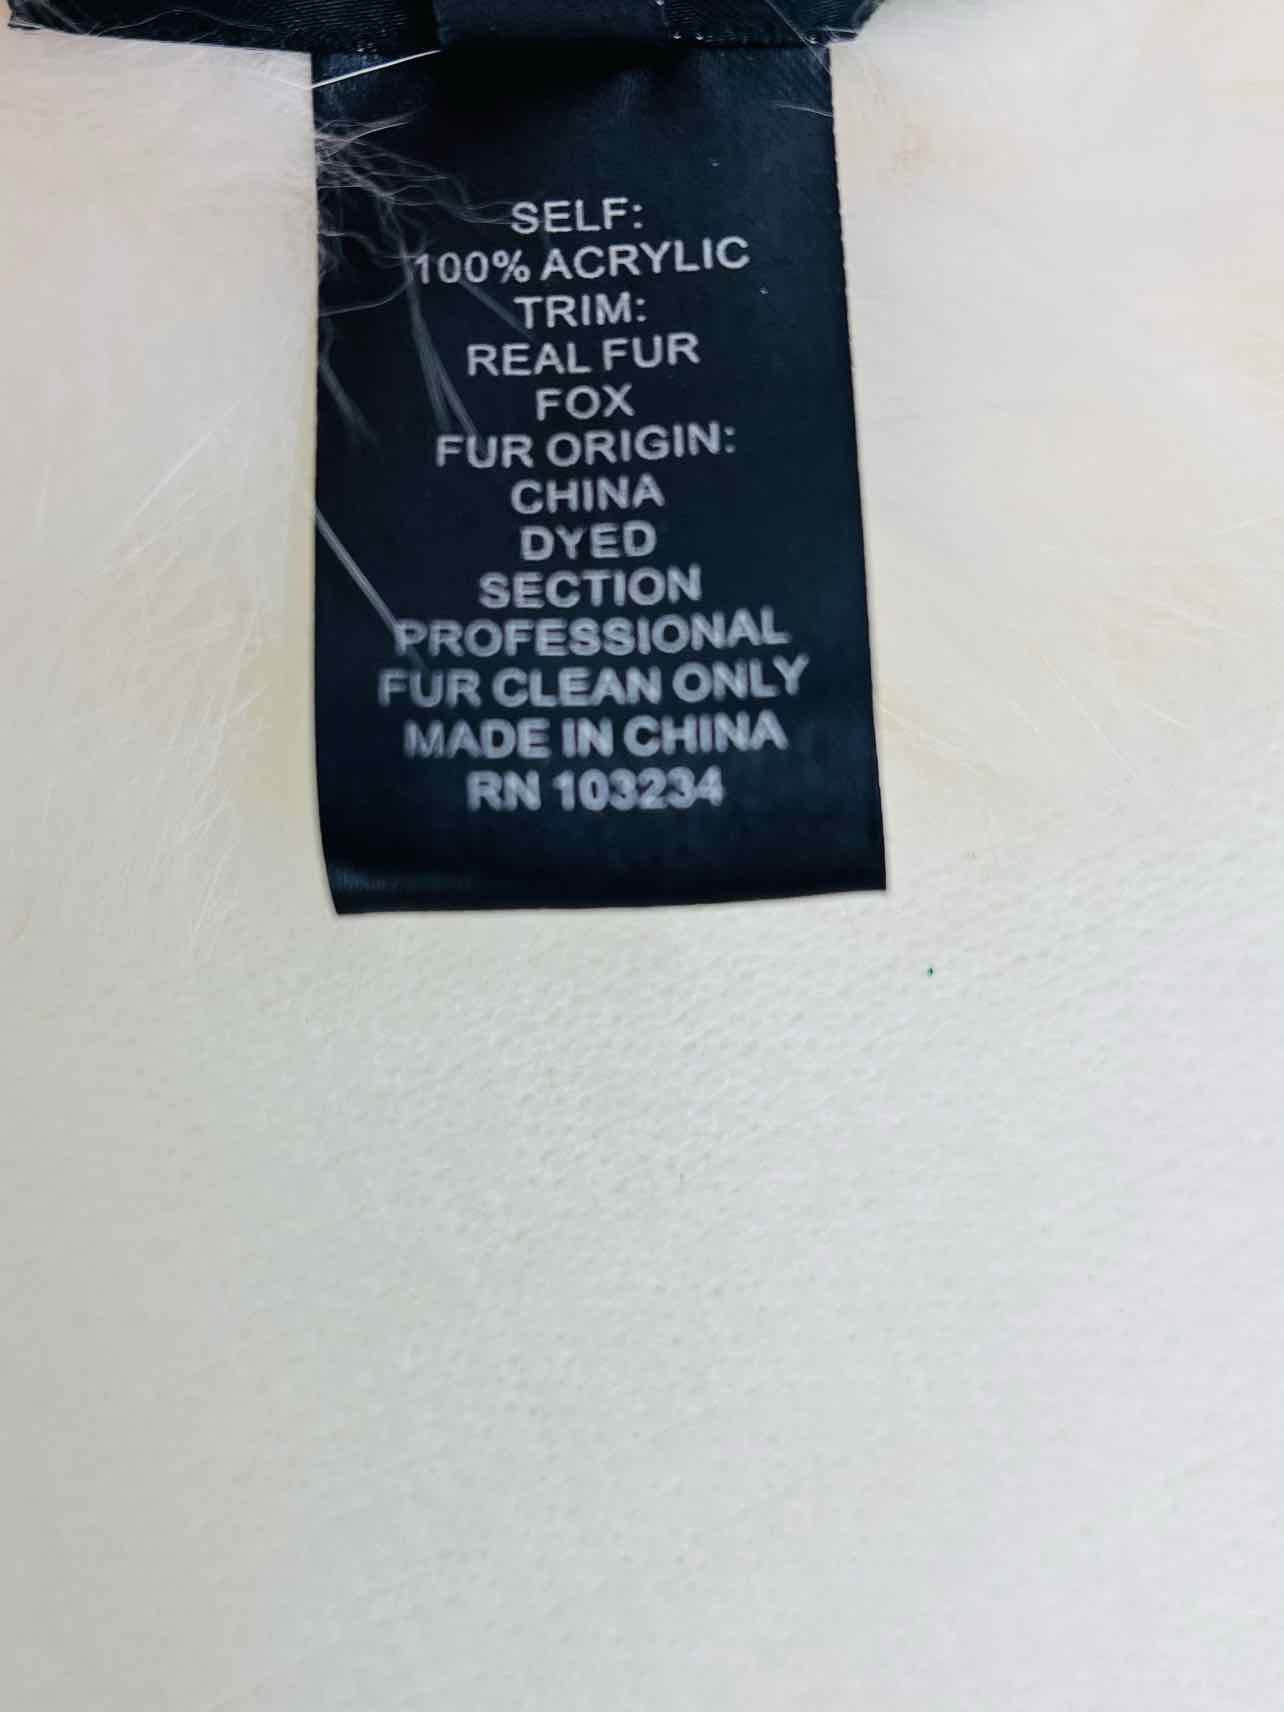 SELF:
100% ACRYLIC
TRIM:
REAL FUR
FOX
FUR ORIGIN:
CHINA
DYED
SECTION
PROFESSIONAL
FUR CLEAN ONLY
MADE IN CHINA
RN 103234